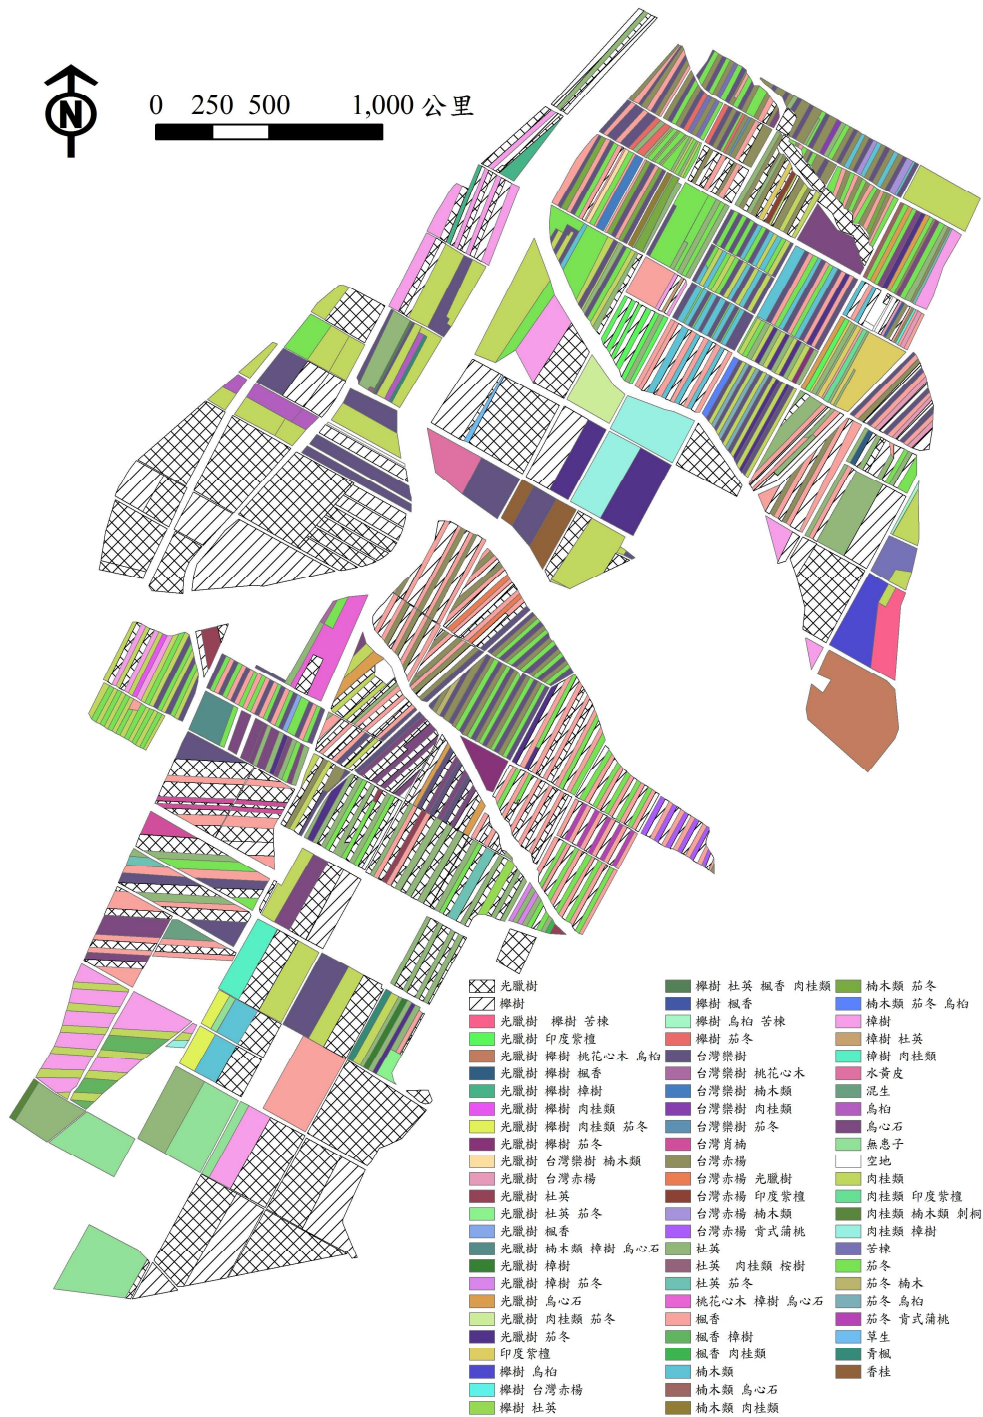 N
0 250 500 1,000 公里
光臘樹
櫸樹
光臘樹 櫸樹 苦楝
光臘樹 印度紫檀
光臘樹 櫸樹 桃花心木 烏桕
光臘樹 櫸樹 楓香
光臘樹 櫸樹 樟樹
光臘樹 櫸樹 肉桂類
光臘樹 櫸樹 肉桂類 茄冬
光臘樹 櫸樹 茄冬
光臘樹 台灣欒樹 楠木類
光臘樹 台灣赤楊
光臘樹 杜英
光臘樹 杜英 茄冬
光臘樹 楓香
光臘樹 楠木類 樟樹 烏心石
光臘樹 樟樹
光臘樹 樟樹 茄冬
光臘樹 烏心石
光臘樹 肉桂類 茄冬
光臘樹 茄冬
印度紫檀
櫸樹 烏桕
櫸樹 台灣赤楊
櫸樹 杜英
櫸樹 杜英 楓香 肉桂類
櫸樹 楓香
櫸樹 烏桕 苦楝
櫸樹 茄冬
台灣欒樹
台灣欒樹 桃花心木
台灣欒樹 楠木類
台灣欒樹 肉桂類
台灣欒樹 茄冬
台灣肖楠
台灣赤楊
台灣赤楊 光臘樹
台灣赤楊 印度紫檀
台灣赤楊 楠木類
台灣赤楊 肯式蒲桃
杜英
杜英 肉桂類 桉樹
杜英 茄冬
桃花心木 樟樹 烏心石
楓香
楓香 樟樹
楓香 肉桂類
楠木類
楠木類 烏心石
楠木類 肉桂類
楠木類 茄冬
楠木類 茄冬 烏桕
樟樹
樟樹 杜英
樟樹 肉桂類
水黃皮
混生
烏桕
烏心石
無患子
空地
肉桂類
肉桂類 印度紫檀
肉桂類 楠木類 刺桐
肉桂類 樟樹
苦楝
茄冬
茄冬 楠木
茄冬 烏桕
茄冬 肯式蒲桃
草生
青楓
香桂